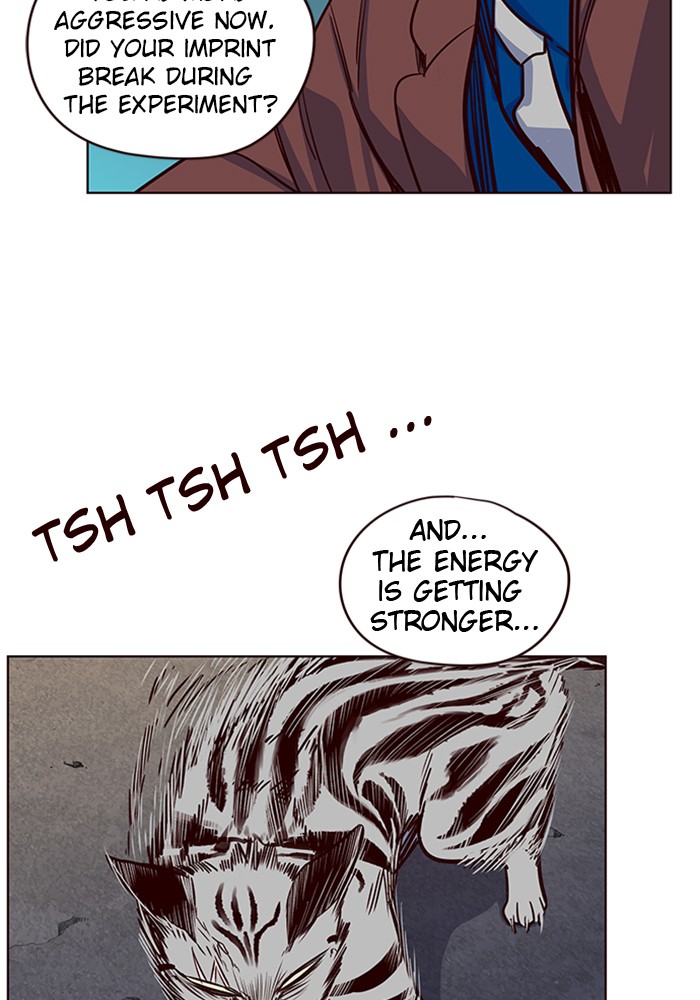 AGGRESSIVE NOW.
DID YOUR IMPRINT
BREAK DURING
THE EXPERIMENT?
TSH TSH TSH ...
AND...
THE ENERGY
IS GETTING
STRONGER...